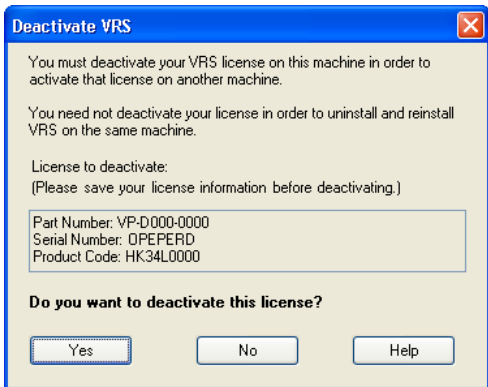 Deactivate VRS
You must deactivate your VRS license on this machine in order to
activate that license on another machine.
You need not deactivate your license in order to uninstall and reinstall
VRS on the same machine.
License to deactivate:
(Please save your license information before deactivating.)
Part Number: VP-D000-0000
Serial Number: OPEPERD
Product Code: HK34L0000
Do you want to deactivate this license?
Yes No Help